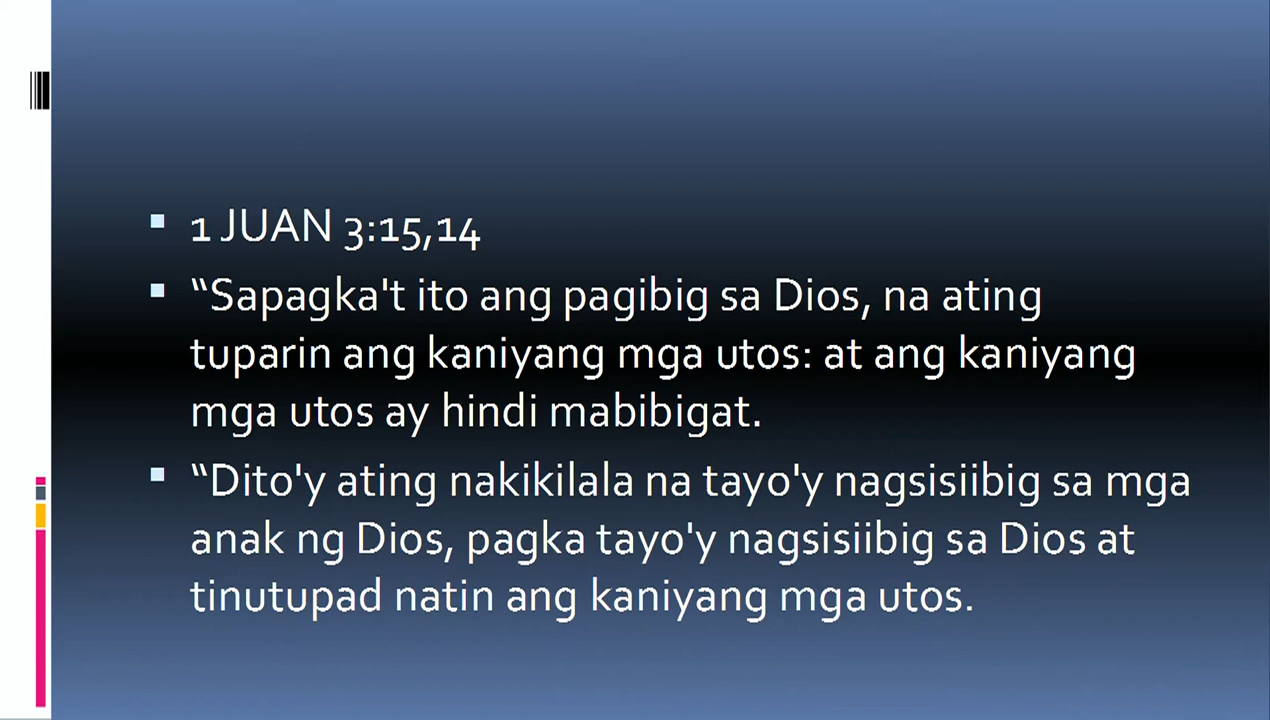 1 JUAN 3:15,14
“Sapagka't ito ang pagibig sa Dios, na ating
tuparin ang kaniyang mga utos: at ang kaniyang
mga utos ay hindi mabibigat.
“Dito'y ating nakikilala na tayo'y nagsisiibig sa mga
anak ng Dios, pagka tayo'y nagsisiibig sa Dios at
tinutupad natin ang kaniyang mga utos.